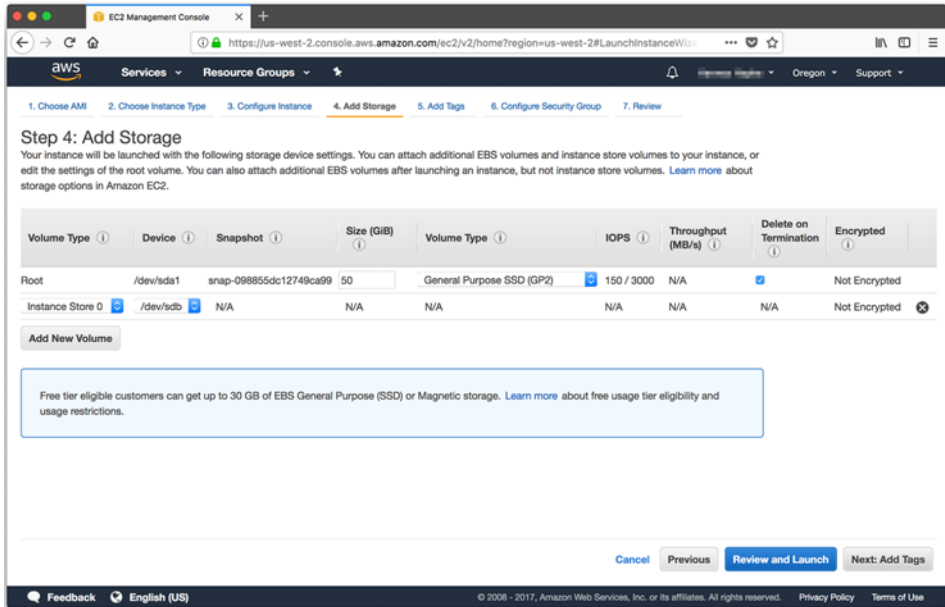 EC2 Management Console
https://us-west-2.console.aws.amazon.com/ec2/v2/home?region=us-west-2#LaunchInstanceWiza
aws Services Resource Groups Oregon Support
1. Choose AMI 2. Choose Instance Type 3. Configure Instance 4. Add Storage 5. Add Tags 6. Configure Security Group 7. Review
Step 4: Add Storage
Your instance will be launched with the following storage device settings. You can attach additional EBS volumes and instance store volumes to your instance, or
edit the settings of the root volume. You can also attach additional EBS volumes after launching an instance, but not instance store volumes. Learn more about
storage options in Amazon EC2.
Volume Type Device Snapshot Size (GiB) Volume Type IOPS Throughput (MB/s) Delete on Termination Encrypted
Root /dev/sda1 snap-098855dc12749ca99 50 General Purpose SSD (GP2) 150 / 3000 N/A Not Encrypted
Instance Store 0 /dev/sdb N/A N/A N/A N/A N/A N/A Not Encrypted
Add New Volume
Free tier eligible customers can get up to 30 GB of EBS General Purpose (SSD) or Magnetic storage. Learn more about free usage tier eligibility and
usage restrictions.
Cancel Previous Review and Launch Next: Add Tags
Feedback English (US) © 2008 - 2017, Amazon Web Services, Inc. or its affiliates. All rights reserved. Privacy Policy Terms of Use